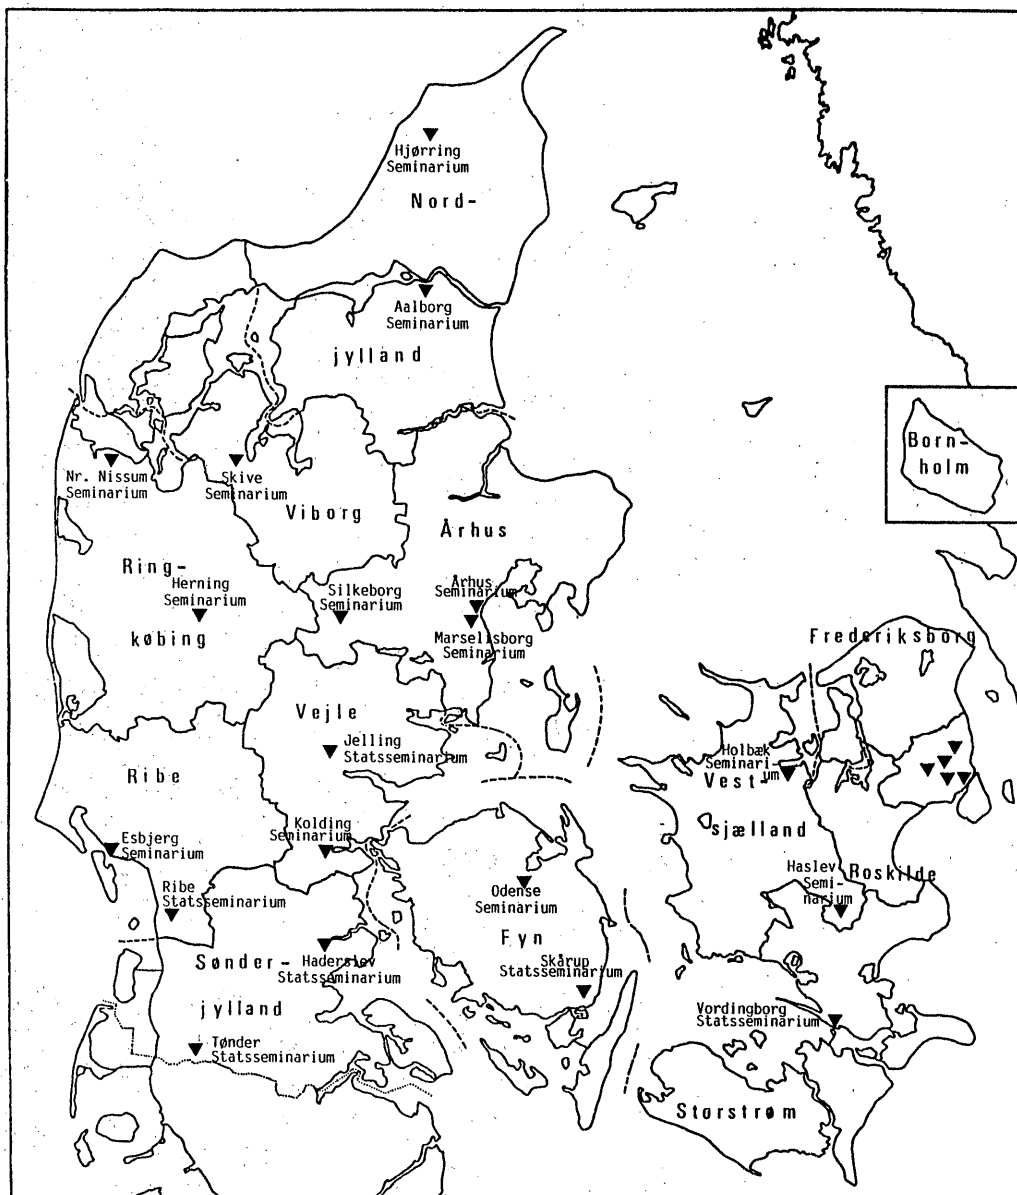 Hjørring
Seminarium
Nord-
Aalborg
Seminarium
jylland
Born-
holm
Nr. Nissum
Seminarium
Skive
Seminarium
Viborg
Århus
Ring-
Herning
Seminarium
købing
Silkeborg
Seminarium
Århus
Seminarium
Marselisborg
Seminarium
Frederiksborg
Vejle
Jelling
Statsseminarium
Ribe
Holbæk
Seminari-
um
Vest-
sjælland
Esbjerg
Seminarium
Kolding
Seminarium
Ribe
Statsseminarium
Odense
Seminarium
Fyn
Haslev
Semi-
narium
Roskilde
Sønder-
jylland
Haderslev
Statsseminarium
Skårup
Statsseminarium
Vordingborg
Statsseminarium
Tønder
Statsseminarium
Storstrøm